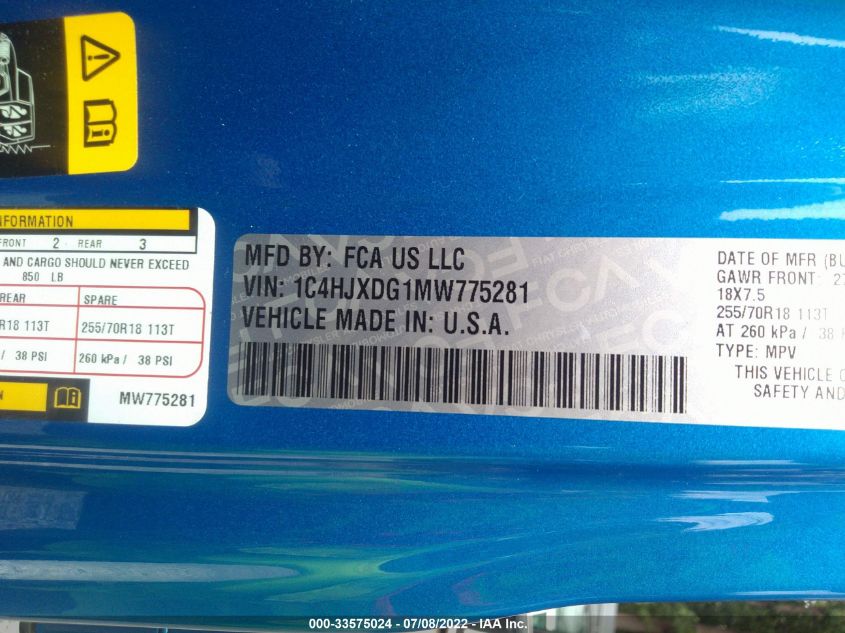 INFORMATION
FRONT 2 REAR 3
AND CARGO SHOULD NEVER EXCEED
850 LB
REAR SPARE
R18 113T 255/70R18 113T
/ 38 PSI 260 kPa / 38 PSI
MW775281
MFD BY: FCA US LLC
VIN: 1C4HJXDG1MW775281
VEHICLE MADE IN: U.S.A.
DATE OF MFR
GAWR FRONT:
18X7.5
255/70R18 113T
AT 260 kPa / 38
TYPE: MPV
THIS VEHICLE
SAFETY AND
000-33575024 - 07/08/2022 - IAA Inc.